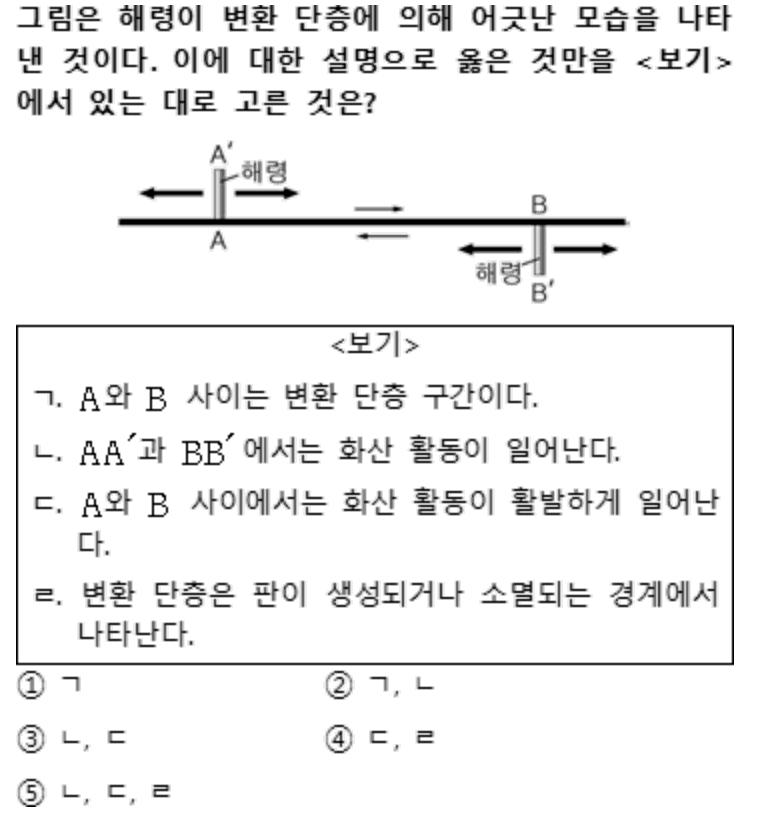 그림은 해령이 변환 단층에 의해 어긋난 모습을 나타
낸 것이다. 이에 대한 설명으로 옳은 것만을 <보기>
에서 있는 대로 고른 것은?
A′
해령
A
B
해령
B′
<보기>
ㄱ. A와 B 사이는 변환 단층 구간이다.
ㄴ. AA′과 BB′에서는 화산 활동이 일어난다.
ㄷ. A와 B 사이에서는 화산 활동이 활발하게 일어난
다.
ㄹ. 변환 단층은 판이 생성되거나 소멸되는 경계에서
나타난다.
① ㄱ ② ㄱ, ㄴ
③ ㄴ, ㄷ ④ ㄷ, ㄹ
⑤ ㄴ, ㄷ, ㄹ